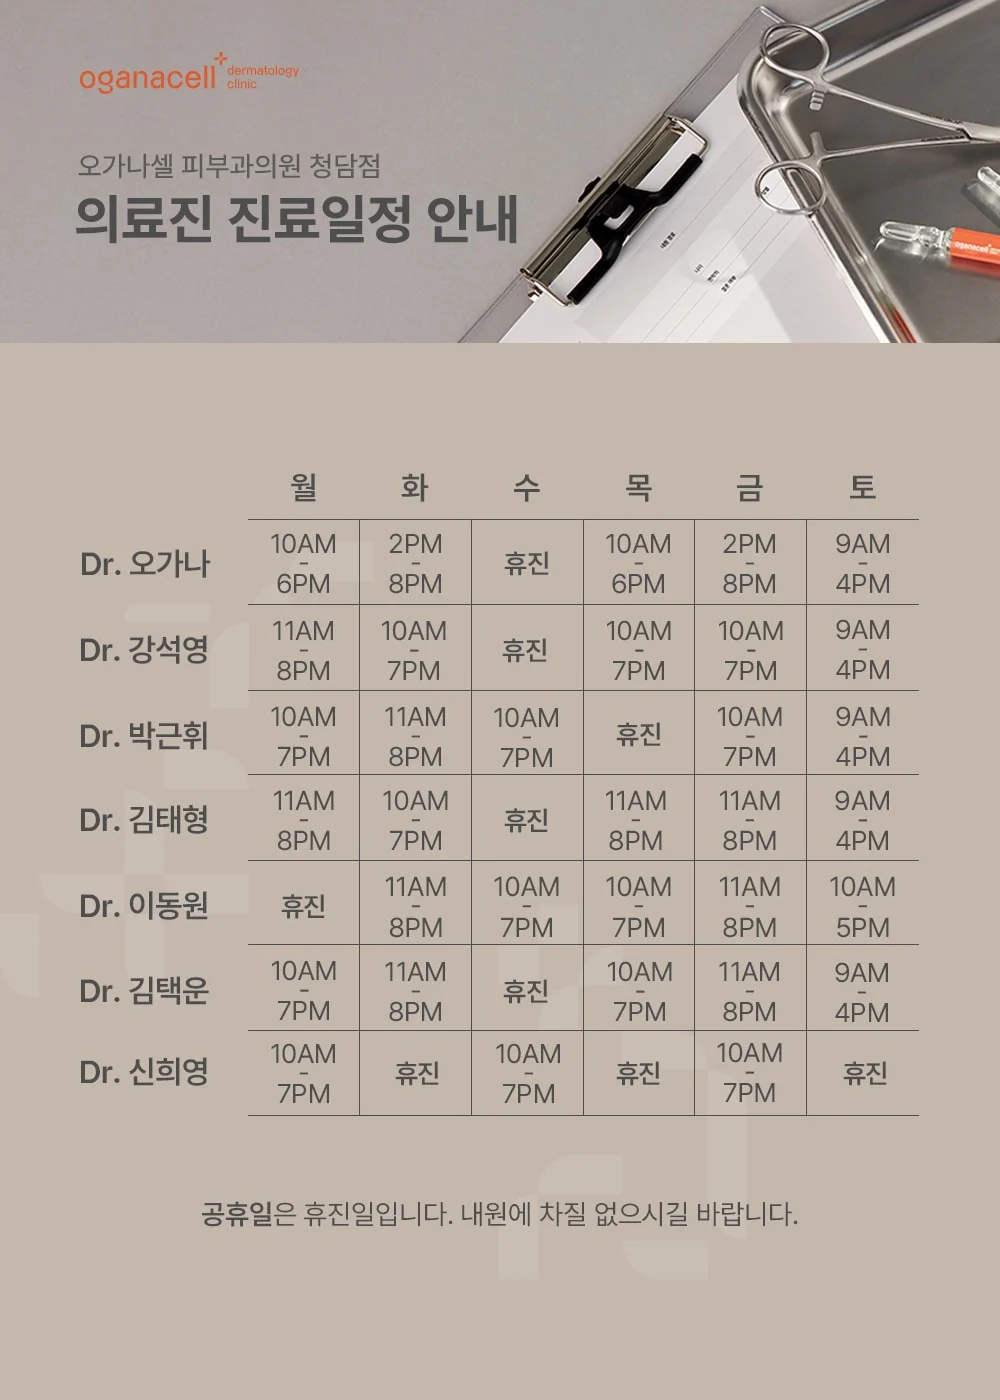 oganacell dermatology clinic
오가나셀 피부과의원 청담점
의료진 진료일정 안내
oganacell
월 화 수 목 금 토
Dr. 오가나 10AM - 6PM 2PM - 8PM 휴진 10AM - 6PM 2PM - 8PM 9AM - 4PM
Dr. 강석영 11AM - 8PM 10AM - 7PM 휴진 10AM - 7PM 10AM - 7PM 9AM - 4PM
Dr. 박근휘 10AM - 7PM 11AM - 8PM 10AM - 7PM 휴진 10AM - 7PM 9AM - 4PM
Dr. 김태형 11AM - 8PM 10AM - 7PM 휴진 11AM - 8PM 11AM - 8PM 9AM - 4PM
Dr. 이동원 휴진 11AM - 8PM 10AM - 7PM 10AM - 7PM 11AM - 8PM 10AM - 5PM
Dr. 김택운 10AM - 7PM 11AM - 8PM 휴진 10AM - 7PM 11AM - 8PM 9AM - 4PM
Dr. 신희영 10AM - 7PM 휴진 10AM - 7PM 휴진 10AM - 7PM 휴진
공휴일은 휴진일입니다. 내원에 차질 없으시길 바랍니다.